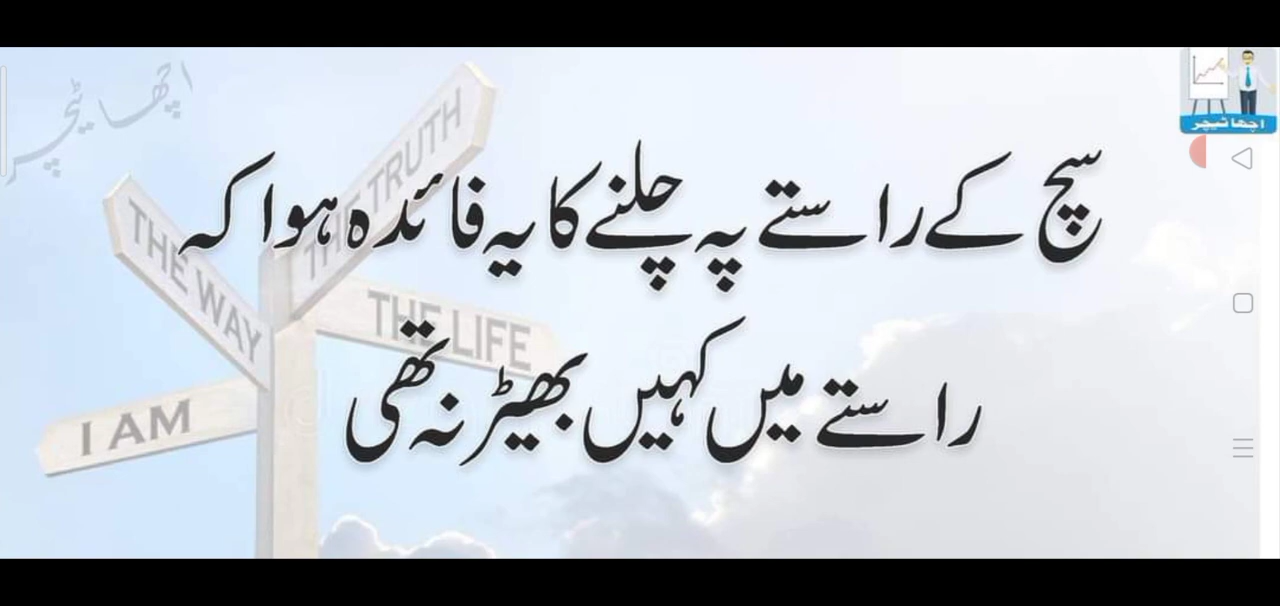 اچھا ٹیچر
اچھا ٹیچر
سچ کے راستے پہ چلنے کا یہ فائدہ ہوا کہ
راستے میں کہیں بھیڑ نہ تھی
THE TRUTH
THE WAY
THE LIFE
I AM